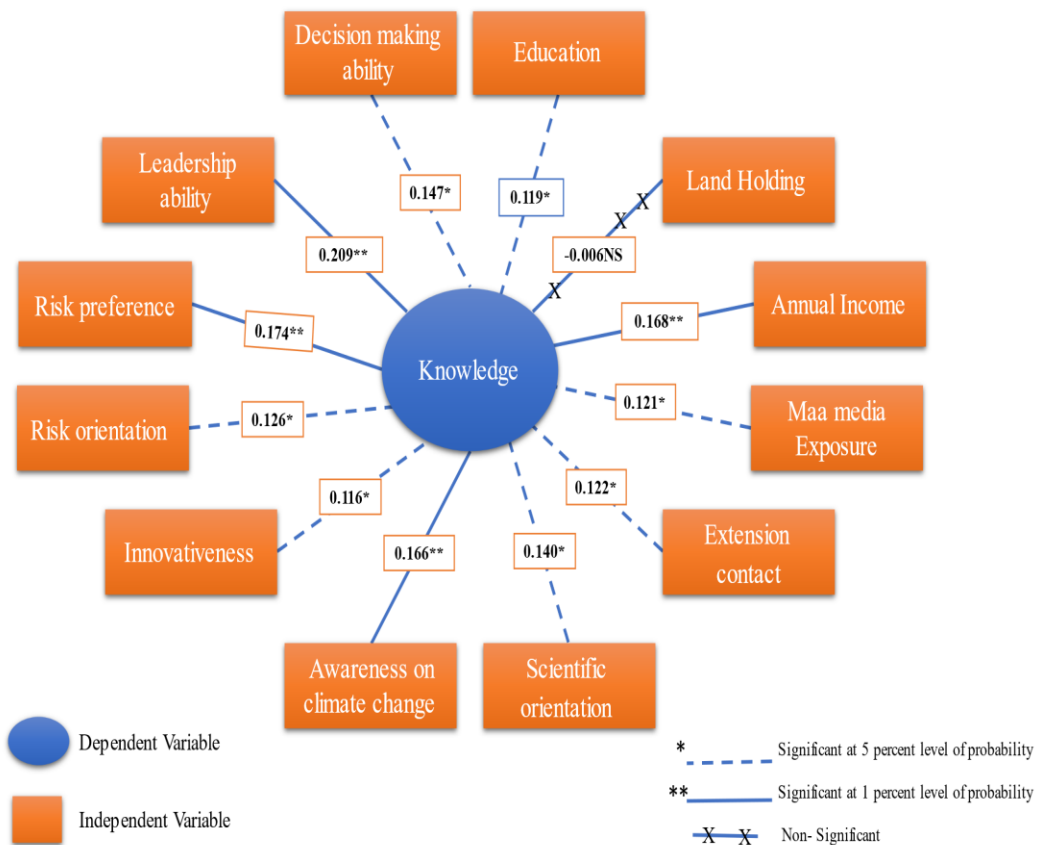 Decision making
ability
Education
Leadership
ability
Land Holding
0.147*
0.119*
0.209**
-0.006NS
X
X
X
Risk preference
0.174**
Annual Income
0.168**
Knowledge
Risk orientation
0.126*
0.121*
Maa media
Exposure
Innovativeness
0.116*
0.122*
Extension
contact
0.166**
0.140*
Awareness on
climate change
Scientific
orientation
Dependent Variable
Independent Variable
* Significant at 5 percent level of probability
** Significant at 1 percent level of probability
X X Non- Significant